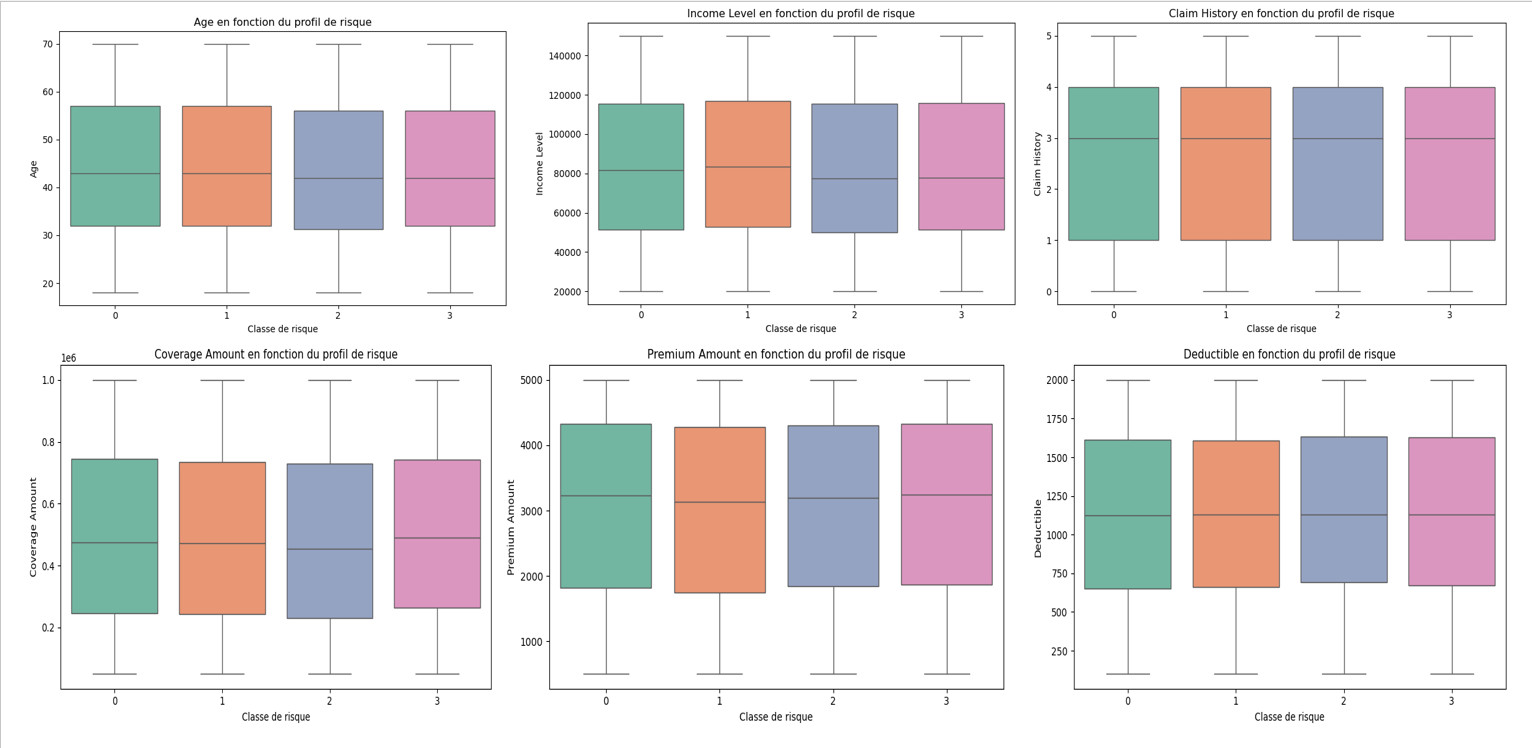 Age en fonction du profil de risque
Age
70
60
50
40
30
20
0 1 2 3
Classe de risque
Income Level en fonction du profil de risque
Income Level
140000
120000
100000
80000
60000
40000
20000
0 1 2 3
Classe de risque
Claim History en fonction du profil de risque
Claim History
5
4
3
2
1
0
0 1 2 3
Classe de risque
Coverage Amount en fonction du profil de risque
1e6
Coverage Amount
1.0
0.8
0.6
0.4
0.2
0 1 2 3
Classe de risque
Premium Amount en fonction du profil de risque
Premium Amount
5000
4000
3000
2000
1000
0 1 2 3
Classe de risque
Deductible en fonction du profil de risque
Deductible
2000
1750
1500
1250
1000
750
500
250
0 1 2 3
Classe de risque